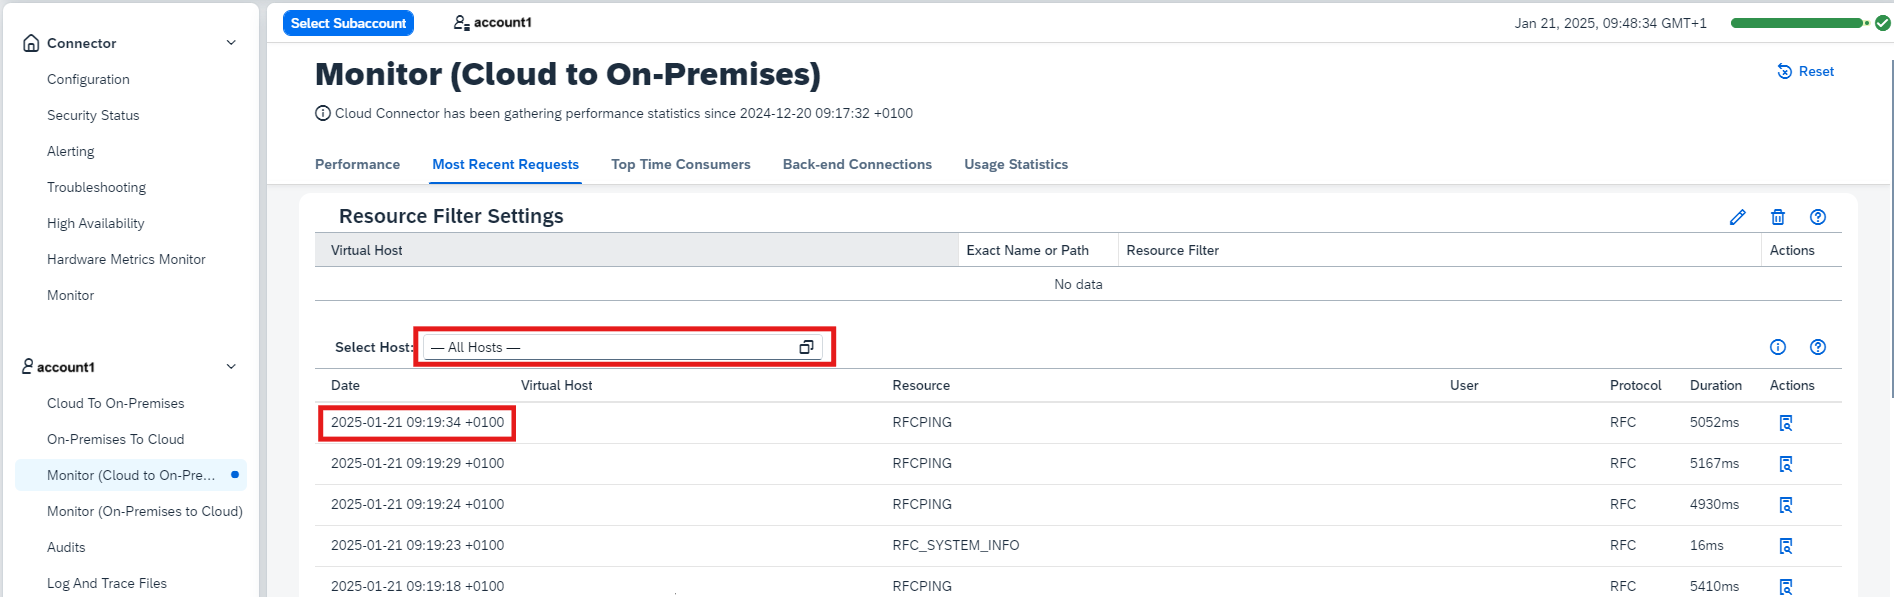 Connector
Configuration
Security Status
Alerting
Troubleshooting
High Availability
Hardware Metrics Monitor
Monitor
account1
Cloud To On-Premises
On-Premises To Cloud
Monitor (Cloud to On-Pre...
Monitor (On-Premises to Cloud)
Audits
Log And Trace Files
Select Subaccount account1 Jan 21, 2025, 09:48:34 GMT+1
Monitor (Cloud to On-Premises) Reset
Cloud Connector has been gathering performance statistics since 2024-12-20 09:17:32 +0100
Performance Most Recent Requests Top Time Consumers Back-end Connections Usage Statistics
Resource Filter Settings
Virtual Host Exact Name or Path Resource Filter Actions
No data
Select Host: — All Hosts —
Date Virtual Host Resource User Protocol Duration Actions
2025-01-21 09:19:34 +0100 RFCPING RFC 5052ms
2025-01-21 09:19:29 +0100 RFCPING RFC 5167ms
2025-01-21 09:19:24 +0100 RFCPING RFC 4930ms
2025-01-21 09:19:23 +0100 RFC_SYSTEM_INFO RFC 16ms
2025-01-21 09:19:18 +0100 RFCPING RFC 5410ms